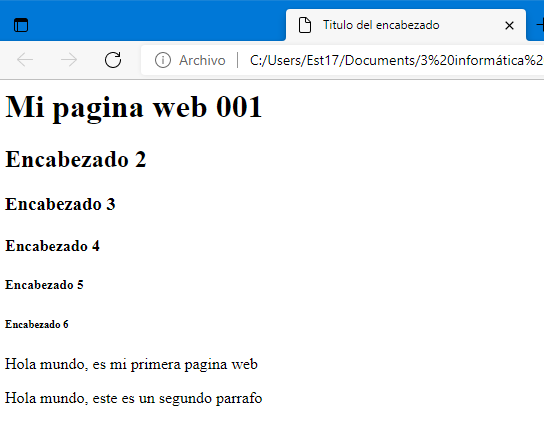 Titulo del encabezado
Archivo C:/Users/Est17/Documents/3%20informática%2
Mi pagina web 001
Encabezado 2
Encabezado 3
Encabezado 4
Encabezado 5
Encabezado 6
Hola mundo, es mi primera pagina web
Hola mundo, este es un segundo parrafo